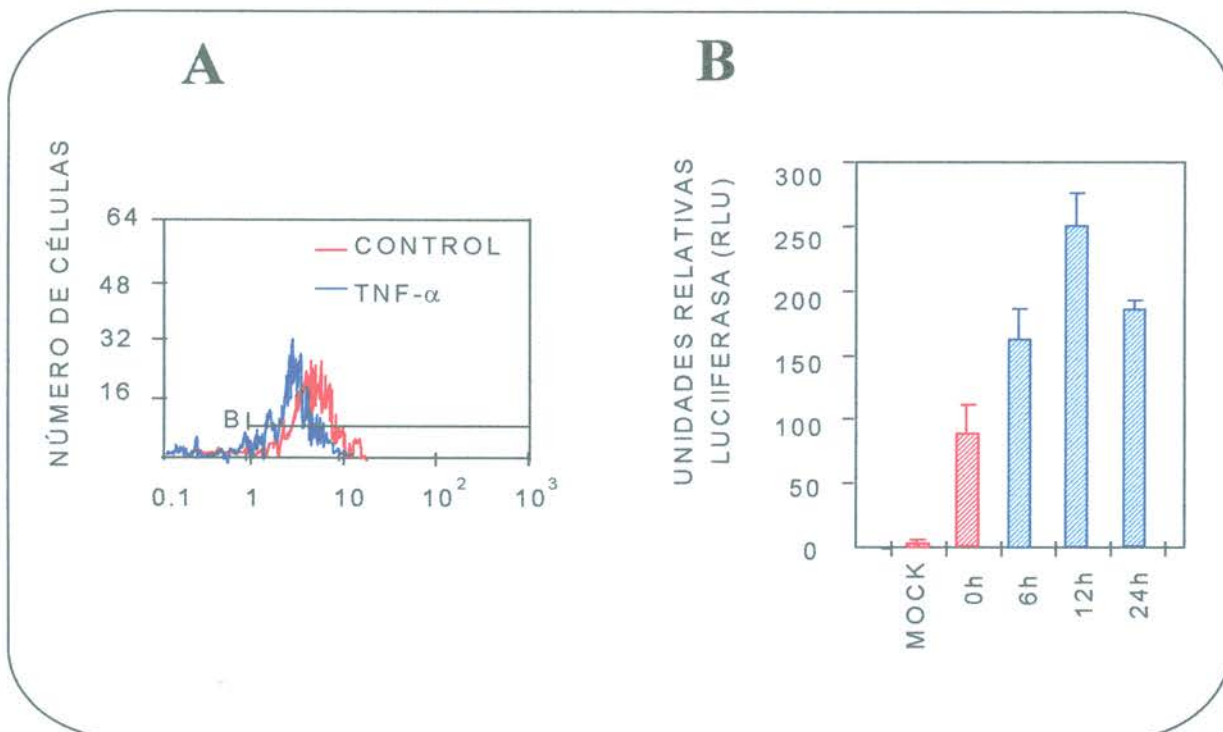 A
NÚMERO DE CÉLULAS
64
48
32
16
CONTROL
TNF-α
B
0.1 1 10 10² 10³
B
UNIDADES RELATIVAS
LUCIIFERASA (RLU)
300
250
200
150
100
50
0
MOCK
0h
6h
12h
24h